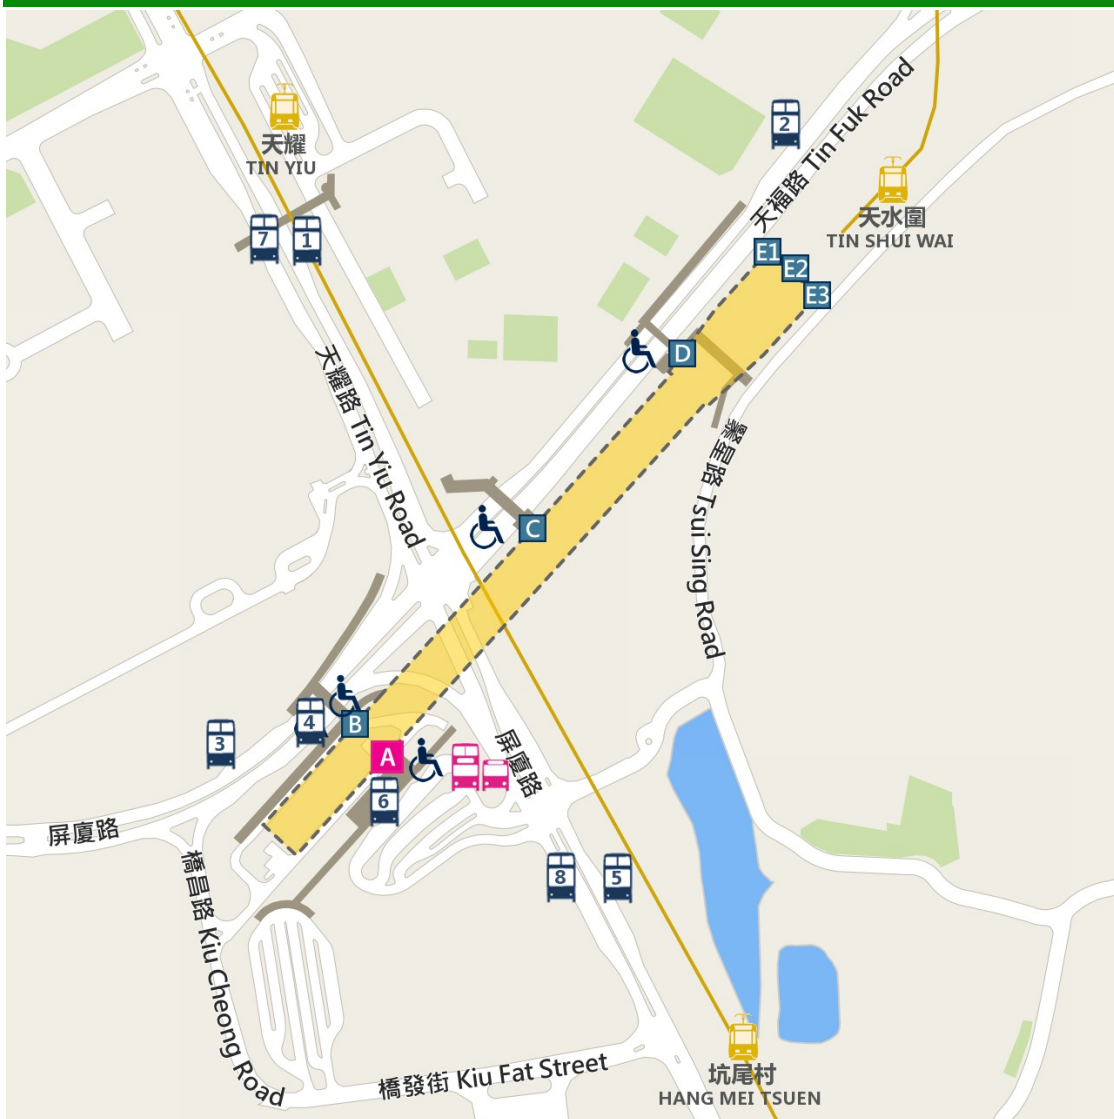 天耀
TIN YIU
2
天福路 Tin Fuk Road
天水圍
TIN SHUI WAI
7
1
E1
E2
E3
D
天耀路 Tin Yiu Road
聚星路 Tsui Sing Road
C
B
4
3
A
6
屏廈路
屏廈路
橋昌路 Kiu Cheong Road
8
5
橋發街 Kiu Fat Street
坑尾村
HANG MEI TSUEN